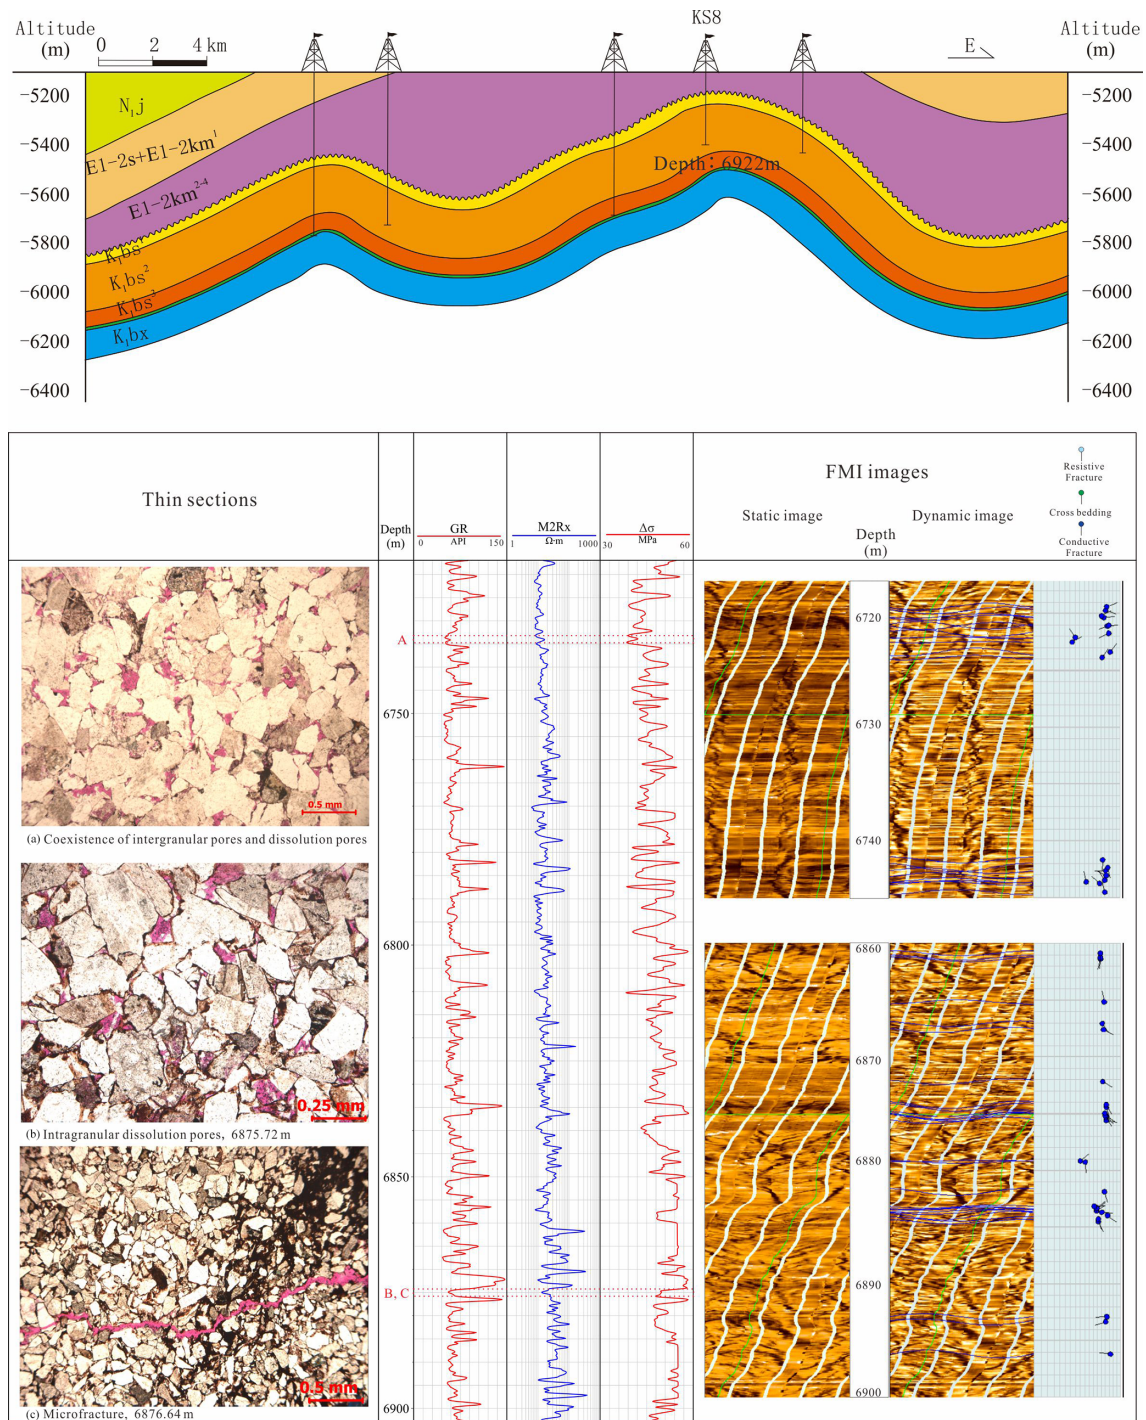 KS8
Altitude
(m)
0 2 4 km
E
Altitude
(m)
-5200
-5400
-5600
-5800
-6000
-6200
-6400
-5200
-5400
-5600
-5800
-6000
-6200
-6400
N₁j
E1-2s+E1-2km¹
E1-2km²⁻⁴
K₁bs¹
K₁bs²
K₁bs³
K₁bx
Depth: 6922m
Thin sections
Depth
(m)
GR
0 API 150
M2Rx
1 Ω·m 1000
Δσ
30 MPa 60
FMI images
Static image
Depth
(m)
Dynamic image
Resistive
Fracture
Cross bedding
Conductive
Fracture
0.5 mm
(a) Coexistence of intergranular pores and dissolution pores
0.25 mm
(b) Intragranular dissolution pores, 6875.72 m
0.5 mm
(c) Microfracture, 6876.64 m
A
6750
6800
6850
B, C
6900
6720
6730
6740
6860
6870
6880
6890
6900